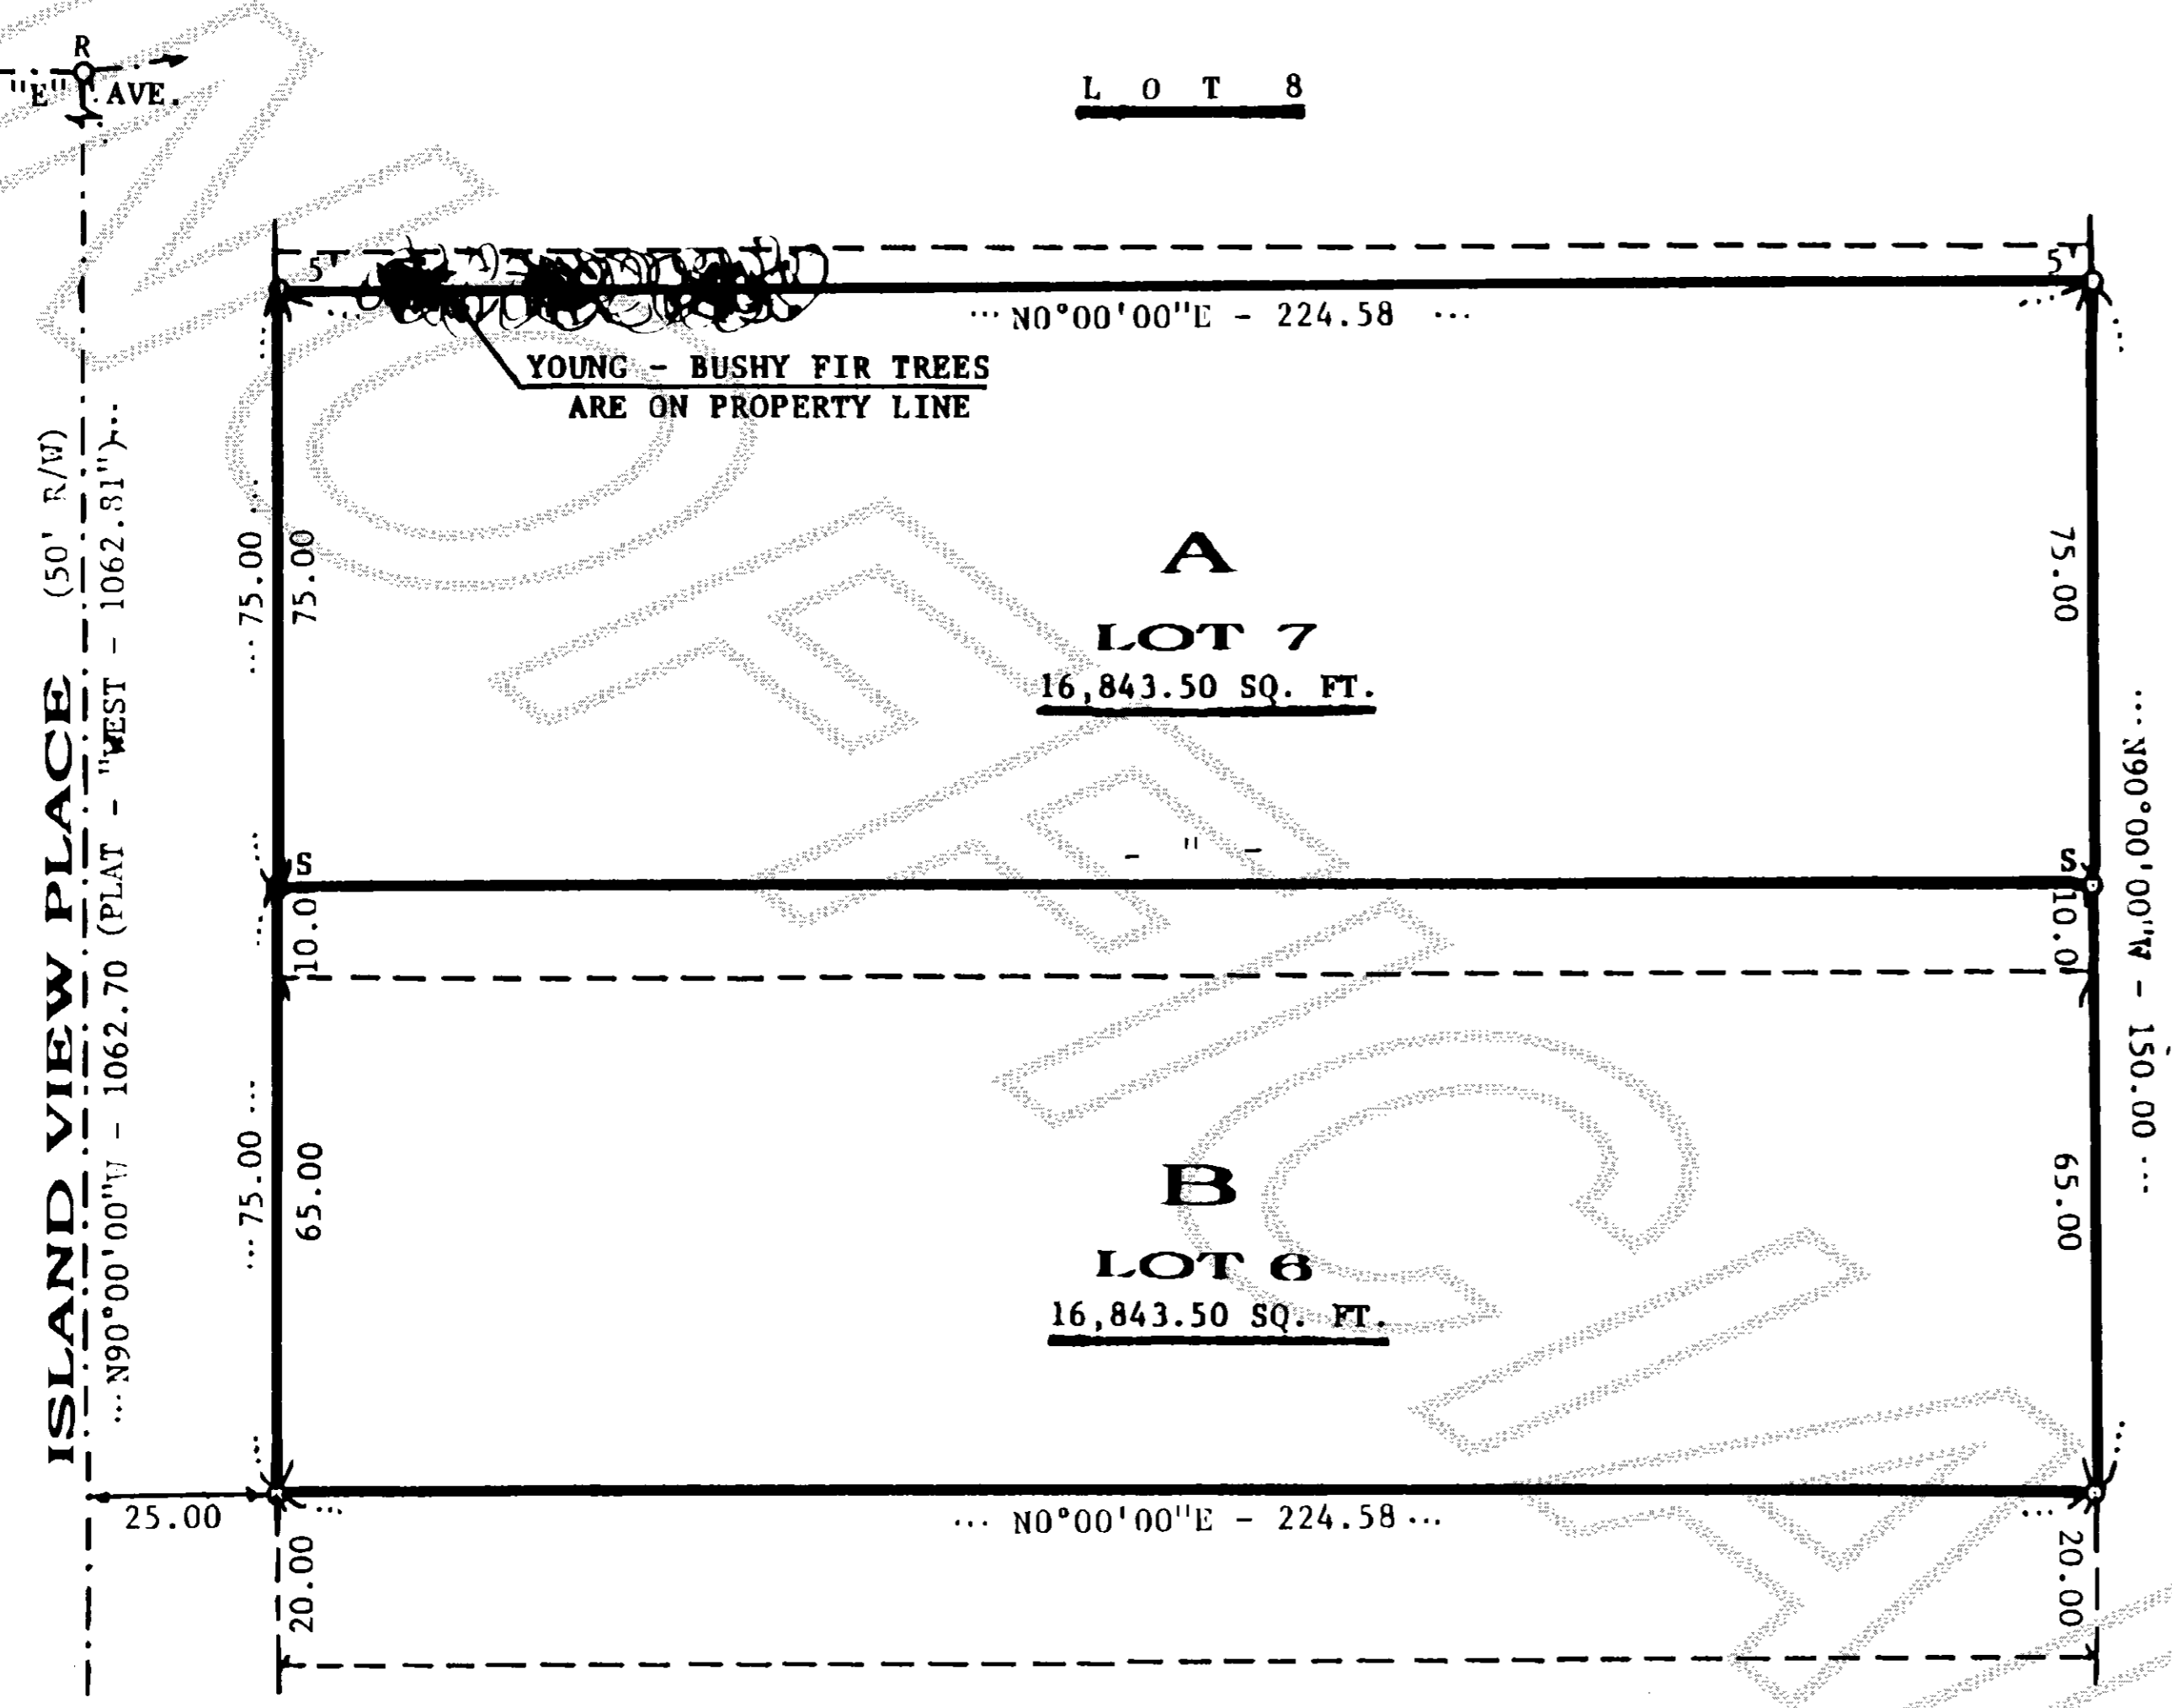 R
"E" AVE.
L O T 8
5'
5'
... N0°00'00"E - 224.58 ...
YOUNG - BUSHY FIR TREES
ARE ON PROPERTY LINE
ISLAND VIEW PLACE (50' R/W)
...N90°00'00"W - 1062.70 (PLAT - "WEST - 1062.81")...
... 75.00 ...
75.00
75.00
A
LOT 7
16,843.50 SQ. FT.
- " -
S
S
10.0
10.0
... N90°00'00"W - 150.00 ...
... 75.00 ...
65.00
65.00
B
LOT 6
16,843.50 SQ. FT.
25.00
... N0°00'00"E - 224.58 ...
20.00
20.00